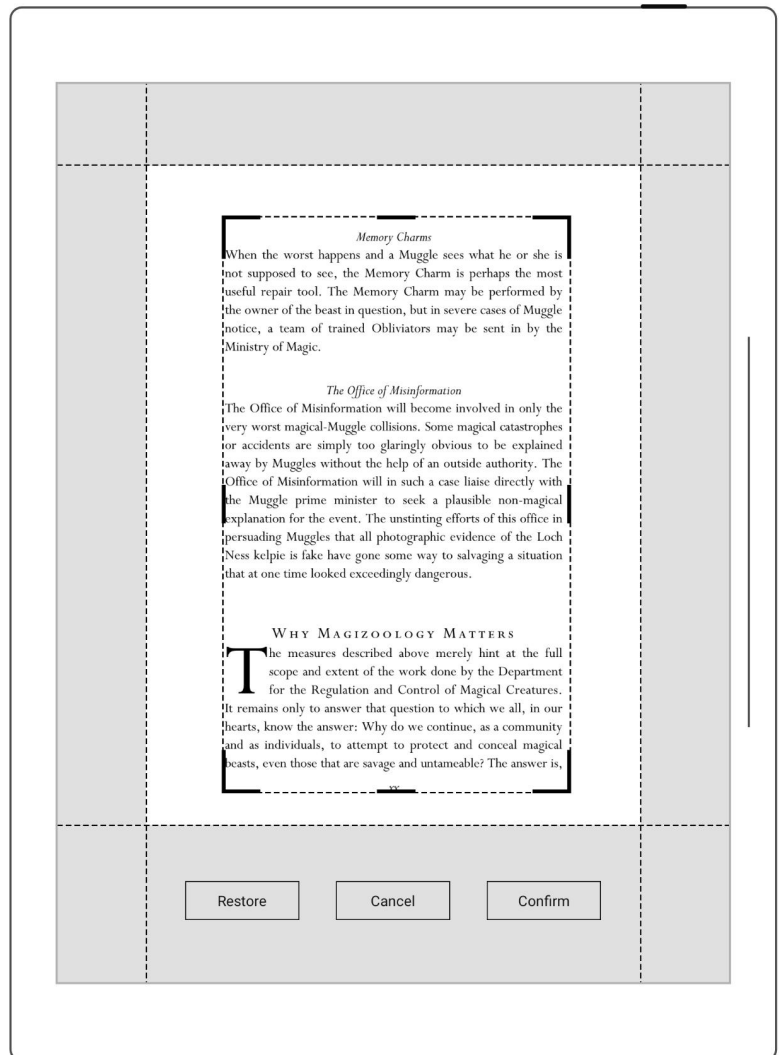 Memory Charms
When the worst happens and a Muggle sees what he or she is
not supposed to see, the Memory Charm is perhaps the most
useful repair tool. The Memory Charm may be performed by
the owner of the beast in question, but in severe cases of Muggle
notice, a team of trained Obliviators may be sent in by the
Ministry of Magic.
The Office of Misinformation
The Office of Misinformation will become involved in only the
very worst magical-Muggle collisions. Some magical catastrophes
or accidents are simply too glaringly obvious to be explained
away by Muggles without the help of an outside authority. The
Office of Misinformation will in such a case liaise directly with
the Muggle prime minister to seek a plausible non-magical
explanation for the event. The unstinting efforts of this office in
persuading Muggles that all photographic evidence of the Loch
Ness kelpie is fake have gone some way to salvaging a situation
that at one time looked exceedingly dangerous.
Why Magizoology Matters
The measures described above merely hint at the full
scope and extent of the work done by the Department
for the Regulation and Control of Magical Creatures.
It remains only to answer that question to which we all, in our
hearts, know the answer: Why do we continue, as a community
and as individuals, to attempt to protect and conceal magical
beasts, even those that are savage and untameable? The answer is,
xx
Restore Cancel Confirm